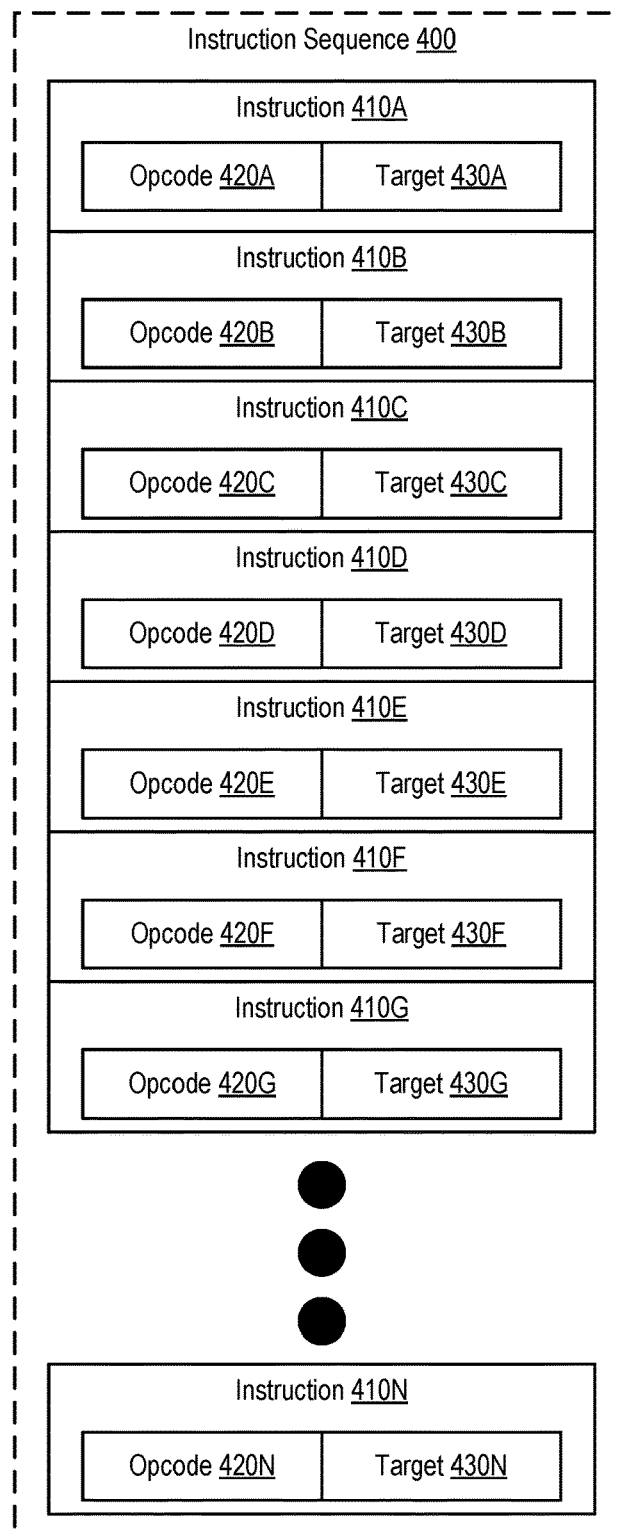 Instruction Sequence 400
Instruction 410A
Opcode 420A Target 430A
Instruction 410B
Opcode 420B Target 430B
Instruction 410C
Opcode 420C Target 430C
Instruction 410D
Opcode 420D Target 430D
Instruction 410E
Opcode 420E Target 430E
Instruction 410F
Opcode 420F Target 430F
Instruction 410G
Opcode 420G Target 430G
Instruction 410N
Opcode 420N Target 430N